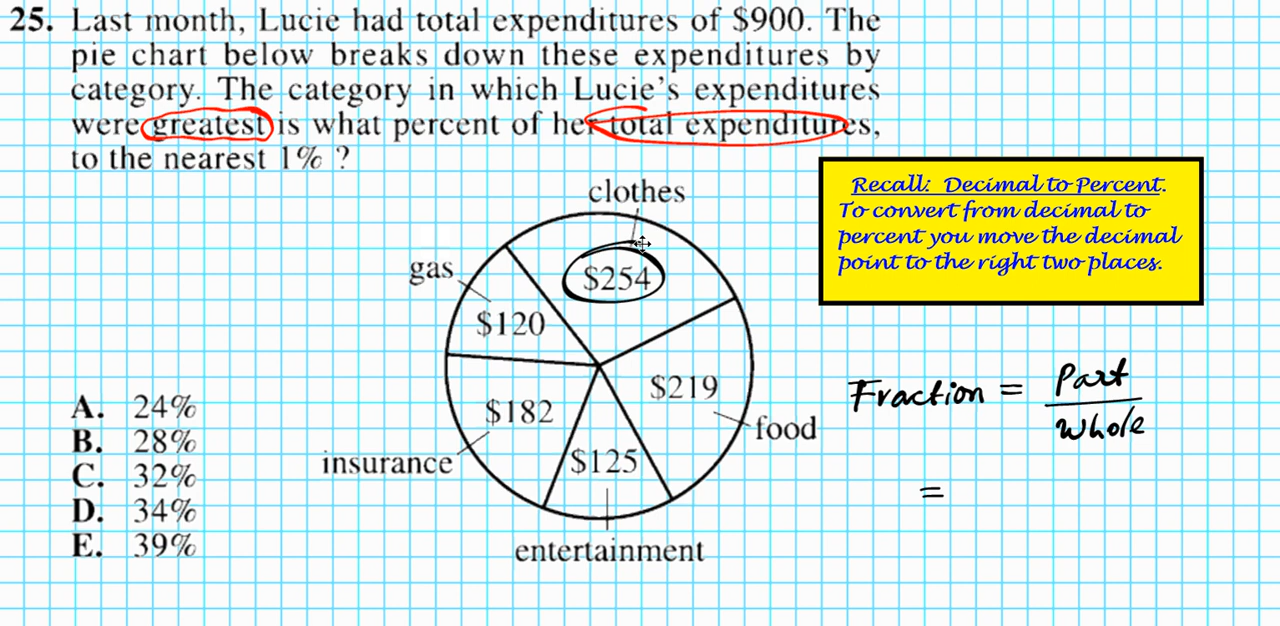 25. Last month, Lucie had total expenditures of $900. The
pie chart below breaks down these expenditures by
category. The category in which Lucie's expenditures
were greatest is what percent of her total expenditures,
to the nearest 1% ?
Recall: Decimal to Percent.
To convert from decimal to
percent you move the decimal
point to the right two places.
clothes
gas
$254
$120
$219
$182
food
insurance
$125
entertainment
A. 24%
B. 28%
C. 32%
D. 34%
E. 39%
Fraction = Part
Whole
=